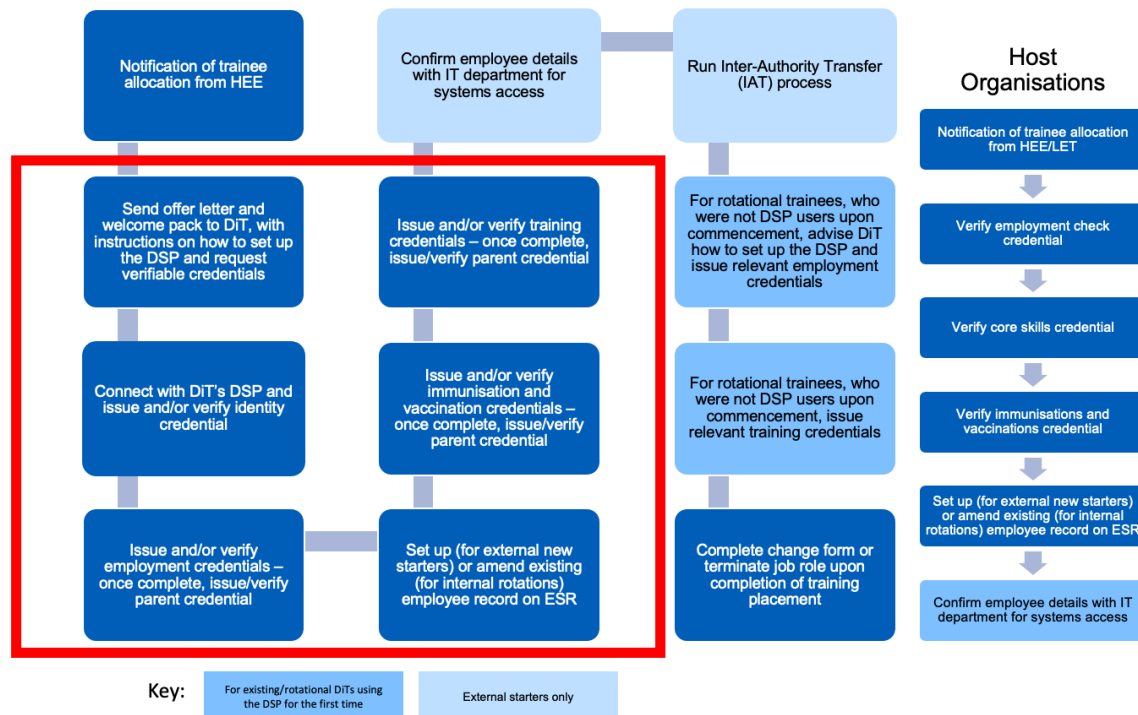 Notification of trainee
allocation from HEE
Send offer letter and
welcome pack to DiT, with
instructions on how to set up
the DSP and request
verifiable credentials
Connect with DiT's DSP and
issue and/or verify identity
credential
Issue and/or verify
employment credentials –
once complete, issue/verify
parent credential
Set up (for external new
starters) or amend existing
(for internal rotations)
employee record on ESR
Issue and/or verify
immunisation and
vaccination credentials –
once complete, issue/verify
parent credential
Issue and/or verify training
credentials – once complete,
issue/verify parent credential
Confirm employee details
with IT department for
systems access
Run Inter-Authority Transfer
(IAT) process
For rotational trainees, who
were not DSP users upon
commencement, advise DiT
how to set up the DSP and
issue relevant employment
credentials
For rotational trainees, who
were not DSP users upon
commencement, issue
relevant training credentials
Complete change form or
terminate job role upon
completion of training
placement
Host
Organisations
Notification of trainee allocation
from HEE/LET
Verify employment check
credential
Verify core skills credential
Verify immunisations and
vaccinations credential
Set up (for external new starters)
or amend existing (for internal
rotations) employee record on ESR
Confirm employee details with IT
department for systems access
Key:
For existing/rotational DiTs using
the DSP for the first time
External starters only